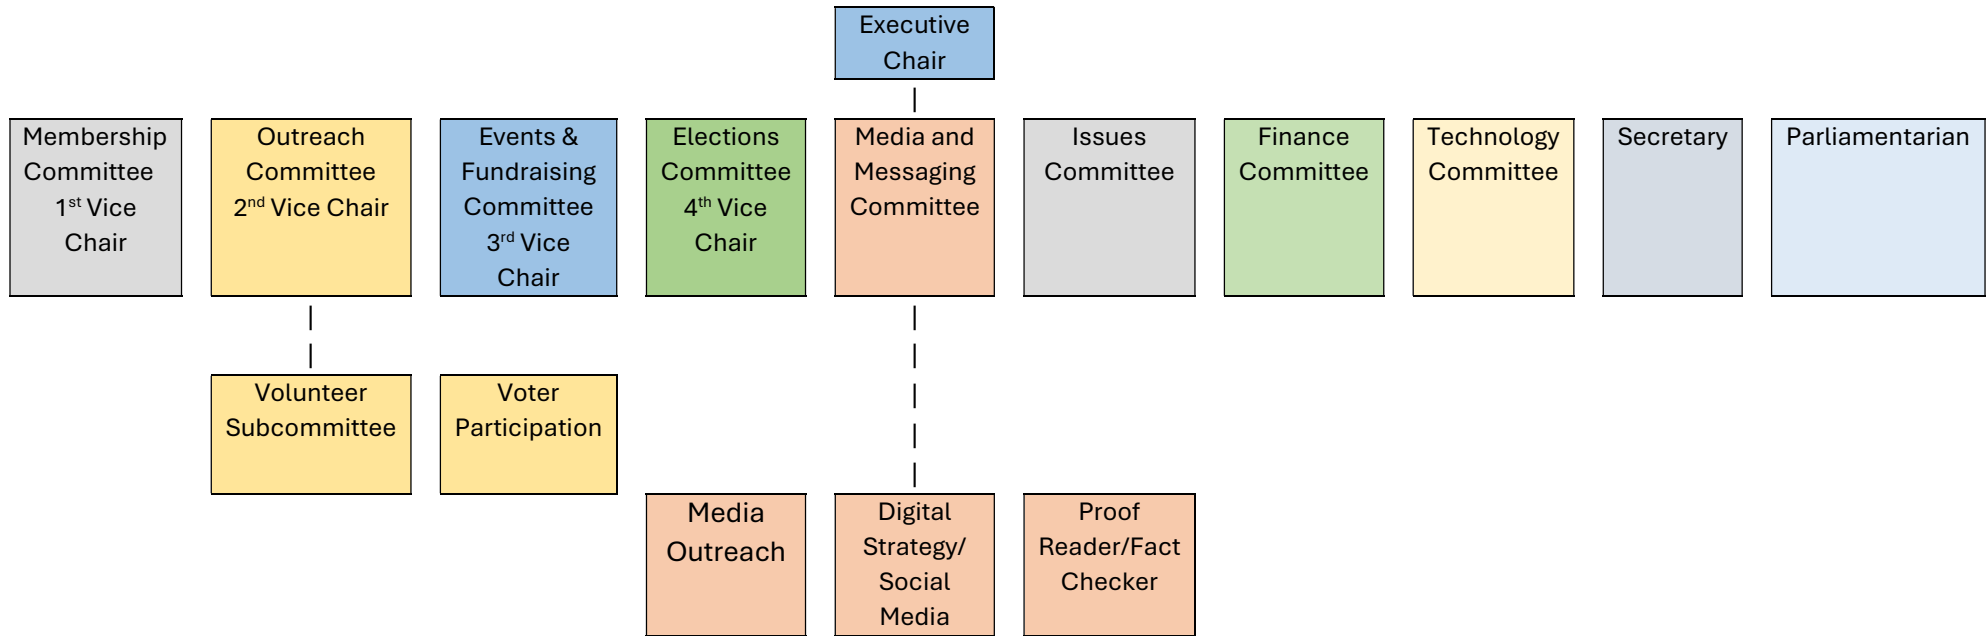 Executive
Chair
Membership
Committee
1st Vice
Chair
Outreach
Committee
2nd Vice Chair
Events &
Fundraising
Committee
3rd Vice
Chair
Elections
Committee
4th Vice
Chair
Media and
Messaging
Committee
Issues
Committee
Finance
Committee
Technology
Committee
Secretary
Parliamentarian
Volunteer
Subcommittee
Voter
Participation
Media
Outreach
Digital
Strategy/
Social
Media
Proof
Reader/Fact
Checker